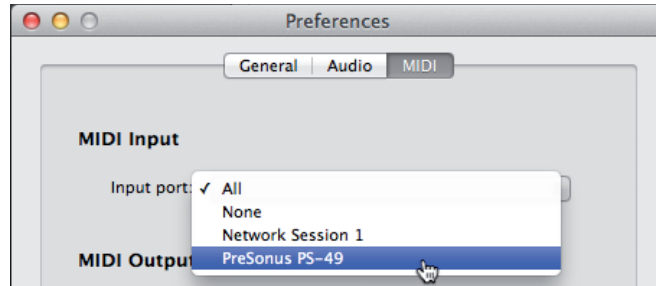 Preferences
General Audio MIDI
MIDI Input
Input port: ✓ All
None
Network Session 1
PreSonus PS-49
MIDI Output